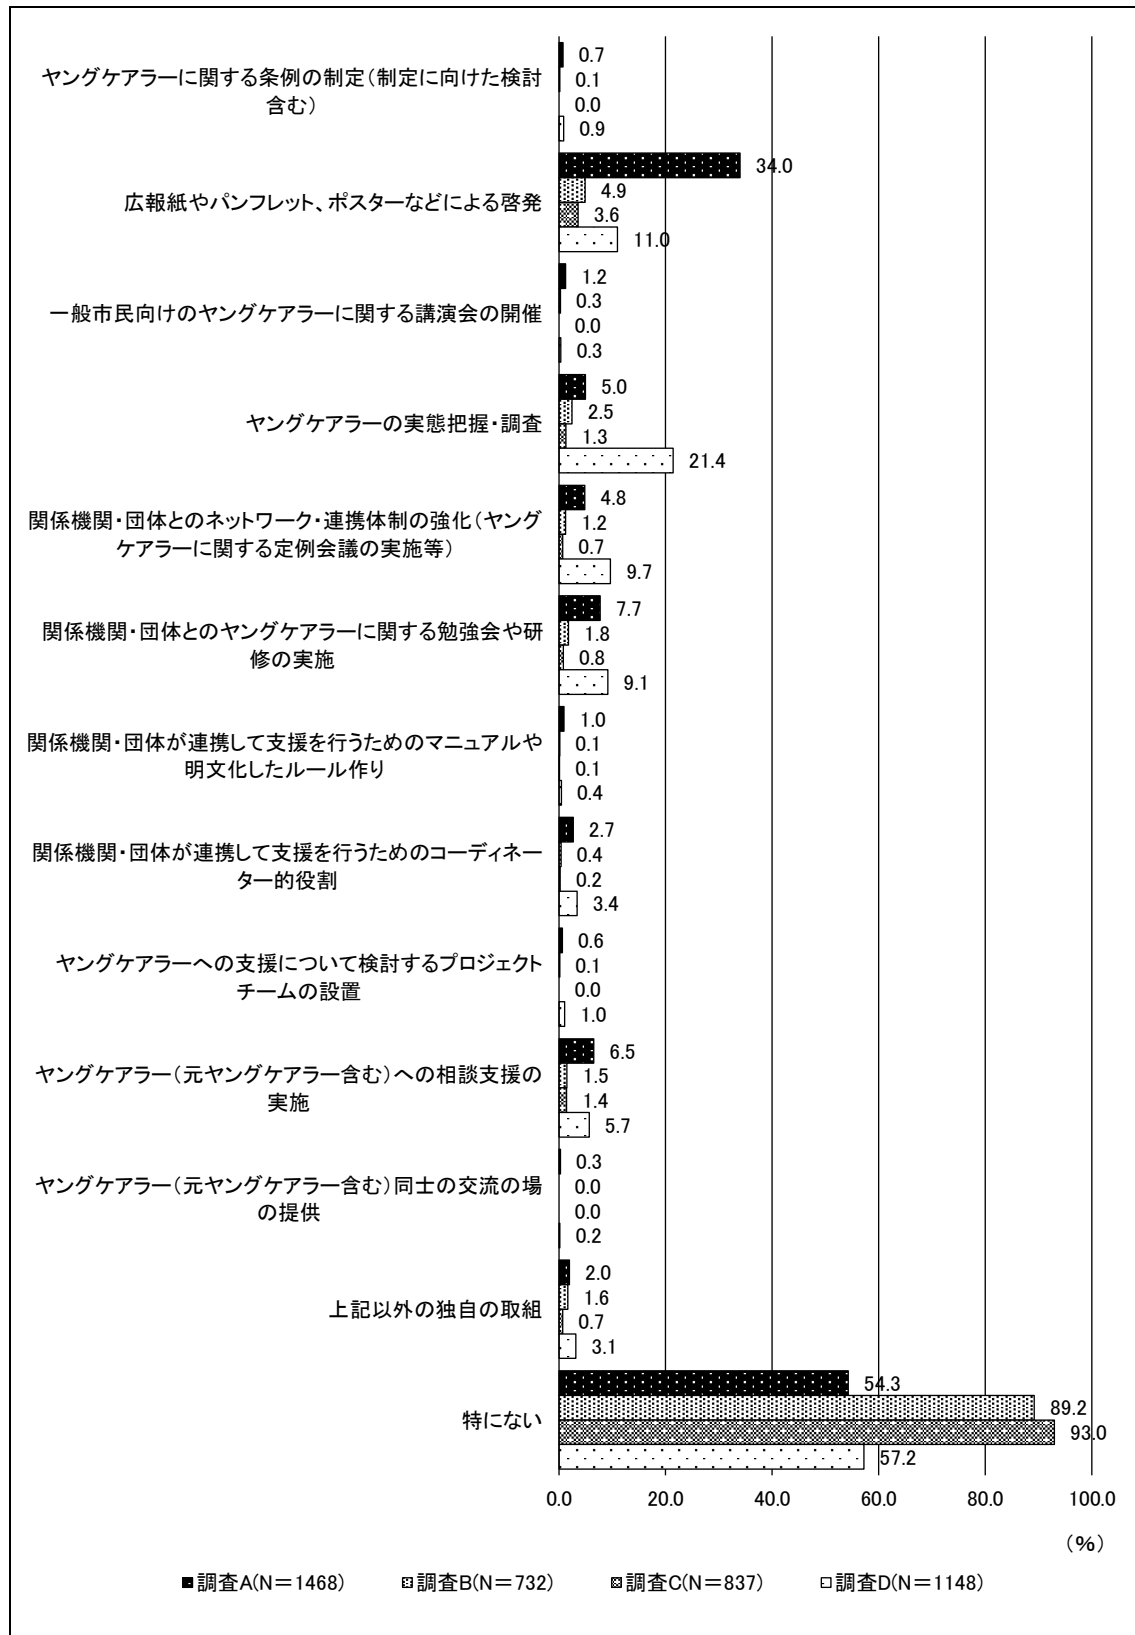 0.7
ヤングケアラーに関する条例の制定(制定に向けた検討
0.1
含む)
0.0
0.9
34.0
広報紙やパンフレット、ポスターなどによる啓発
4.9
3.6
11.0
1.2
一般市民向けのヤングケアラーに関する講演会の開催
0.3
0.0
0.3
5.0
ヤングケアラーの実態把握・調査
2.5
1.3
21.4
4.8
関係機関・団体とのネットワーク・連携体制の強化(ヤング
1.2
ケアラーに関する定例会議の実施等)
0.7
9.7
7.7
関係機関・団体とのヤングケアラーに関する勉強会や研
1.8
修の実施
0.8
9.1
1.0
関係機関・団体が連携して支援を行うためのマニュアルや
0.1
明文化したルール作り
0.1
0.4
2.7
関係機関・団体が連携して支援を行うためのコーディネー
0.4
ター的役割
0.2
3.4
0.6
ヤングケアラーへの支援について検討するプロジェクト
0.1
チームの設置
0.0
1.0
6.5
ヤングケアラー(元ヤングケアラー含む)への相談支援の
1.5
実施
1.4
5.7
0.3
ヤングケアラー(元ヤングケアラー含む)同士の交流の場
0.0
の提供
0.0
0.2
2.0
上記以外の独自の取組
1.6
0.7
3.1
54.3
特にない
89.2
93.0
57.2
0.0 20.0 40.0 60.0 80.0 100.0
(%)
調査A(N=1468) 調査B(N=732) 調査C(N=837) 調査D(N=1148)